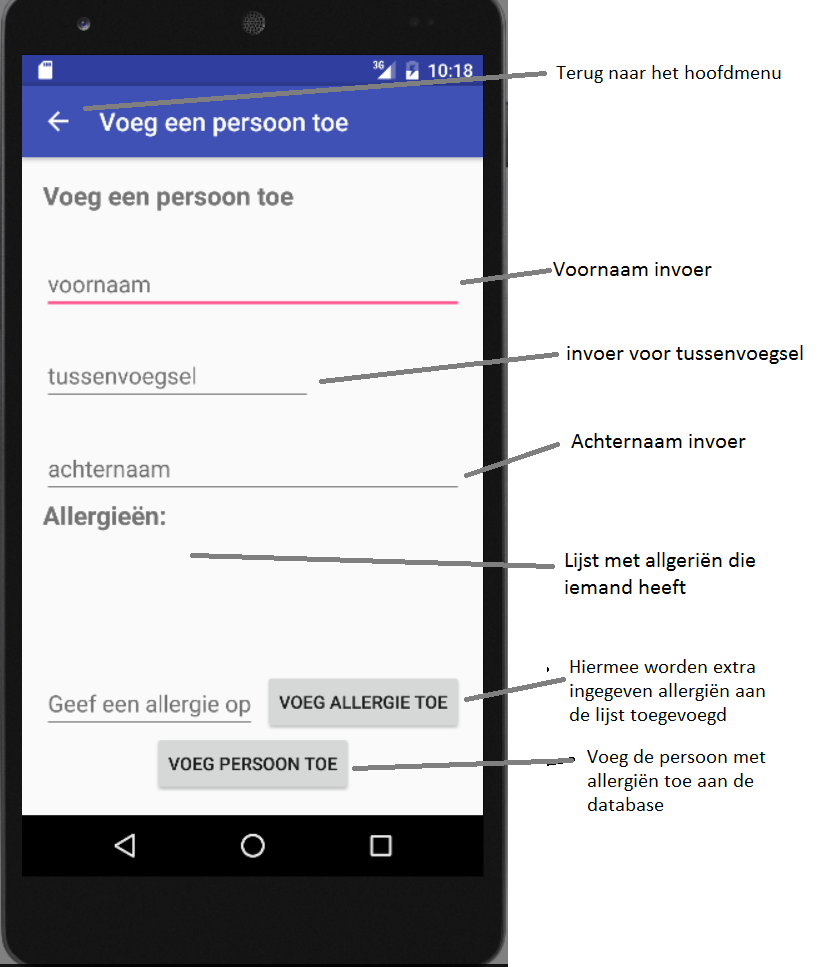 3G 10:18
Terug naar het hoofdmenu
Voeg een persoon toe
Voeg een persoon toe
voornaam
Voornaam invoer
tussenvoegsel
invoer voor tussenvoegsel
achternaam
Achternaam invoer
Allergieën:
Lijst met allgeriën die
iemand heeft
Geef een allergie op
VOEG ALLERGIE TOE
Hiermee worden extra
ingegeven allergiën aan
de lijst toegevoegd
VOEG PERSOON TOE
Voeg de persoon met
allergiën toe aan de
database